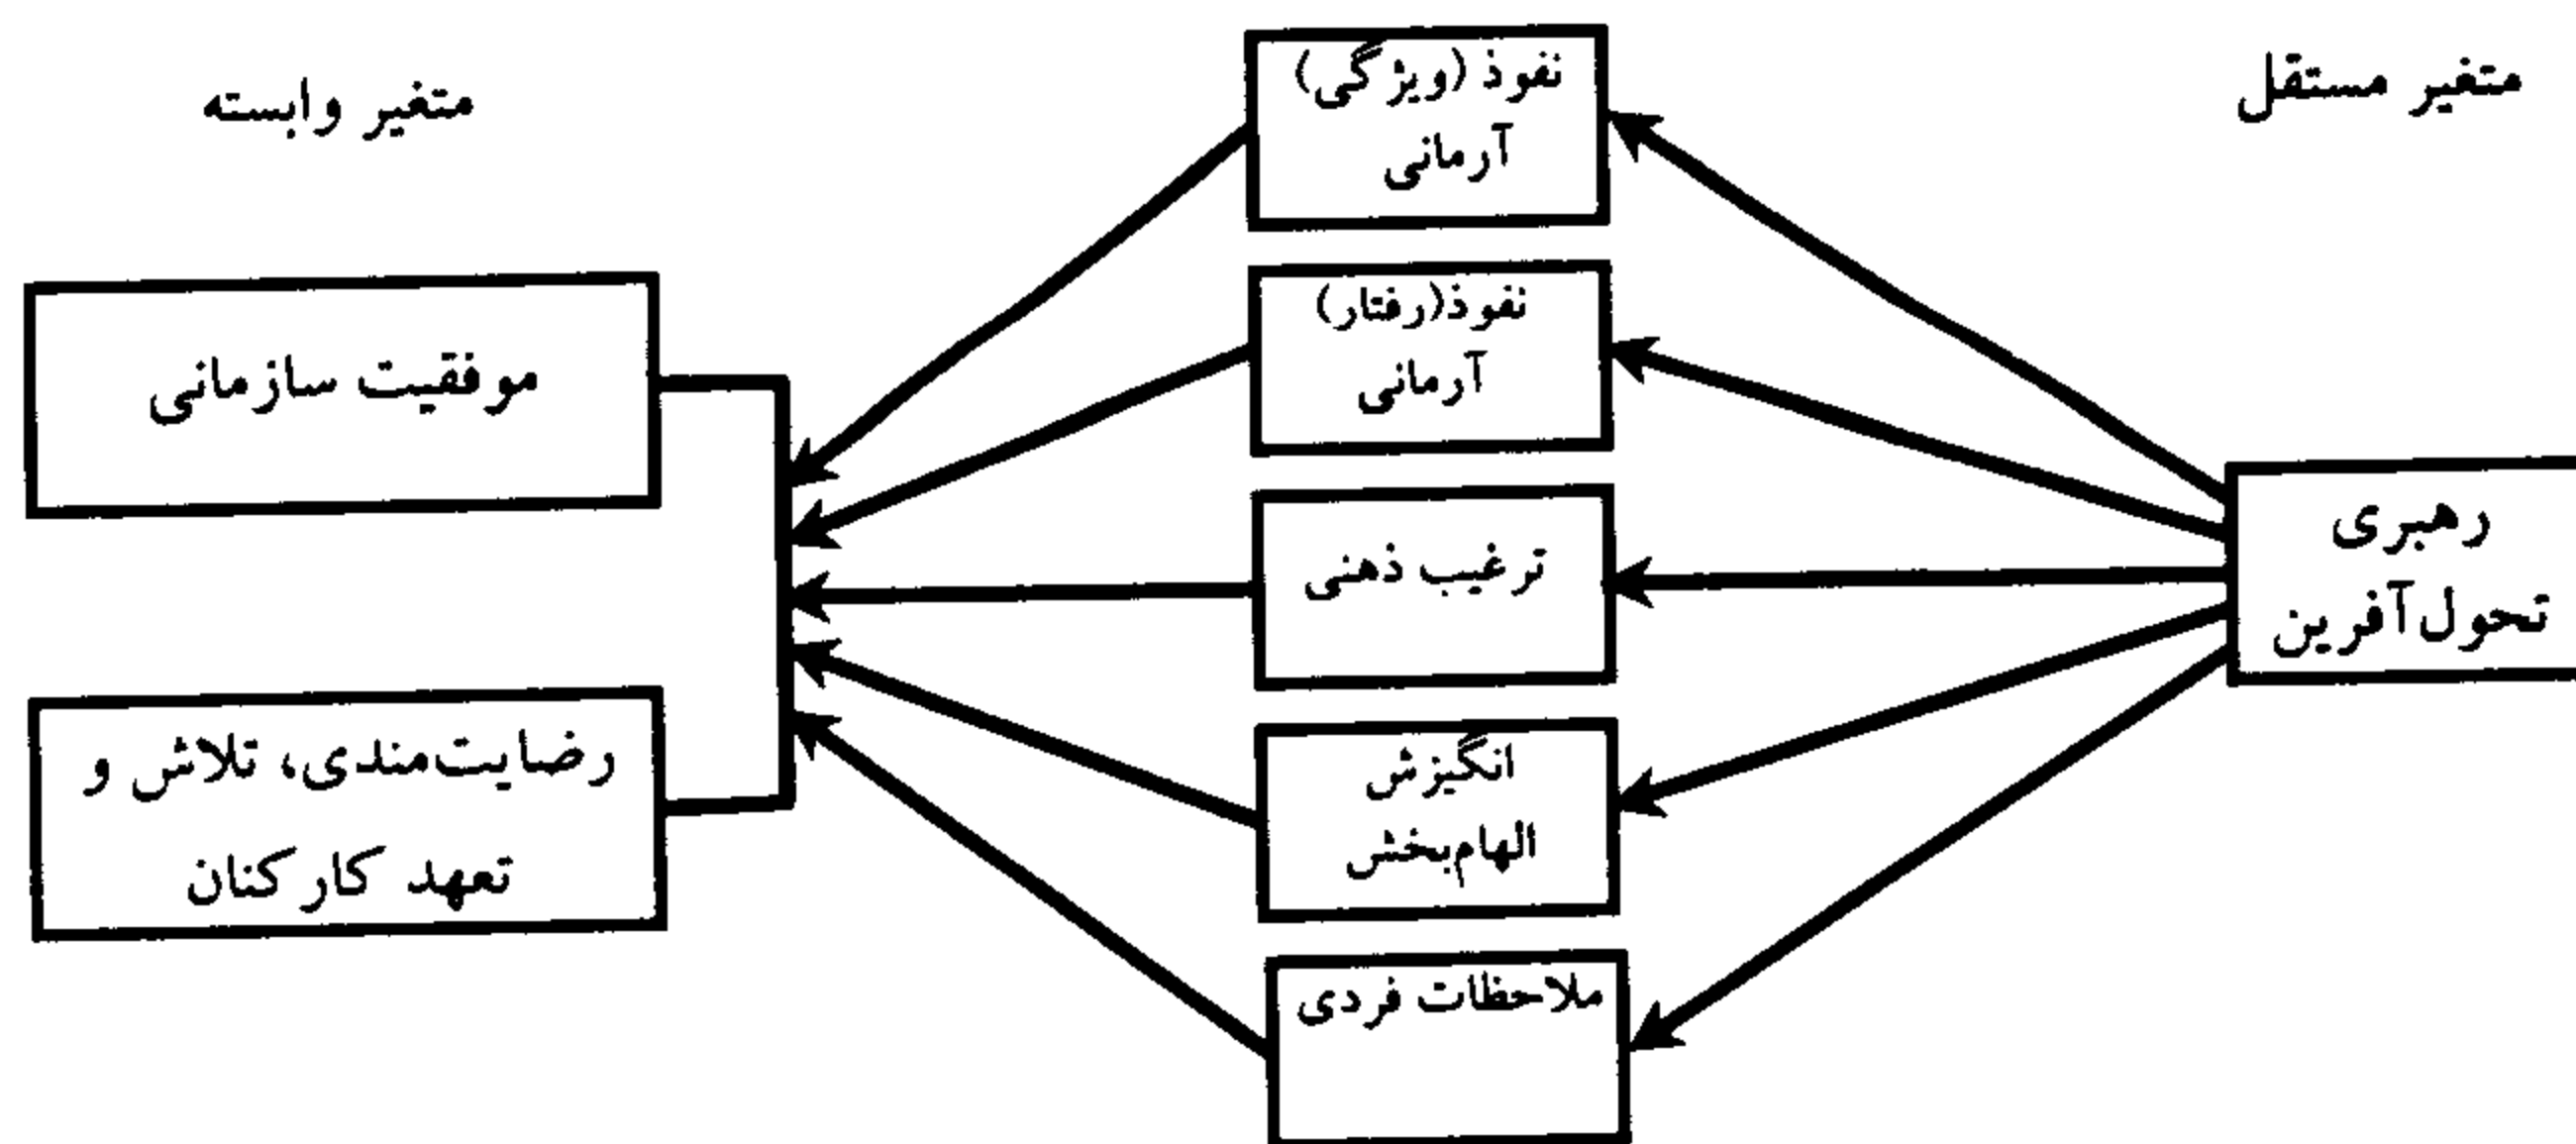 متغیر مستقل
متغیر وابسته
رهبری
تحول‌آفرین
نفوذ (ویژگی)
آرمانی
نفوذ(رفتار)
آرمانی
ترغیب ذهنی
انگیزش
الهام‌بخش
ملاحظات فردی
موفقیت سازمانی
رضایت‌مندی، تلاش و
تعهد کارکنان